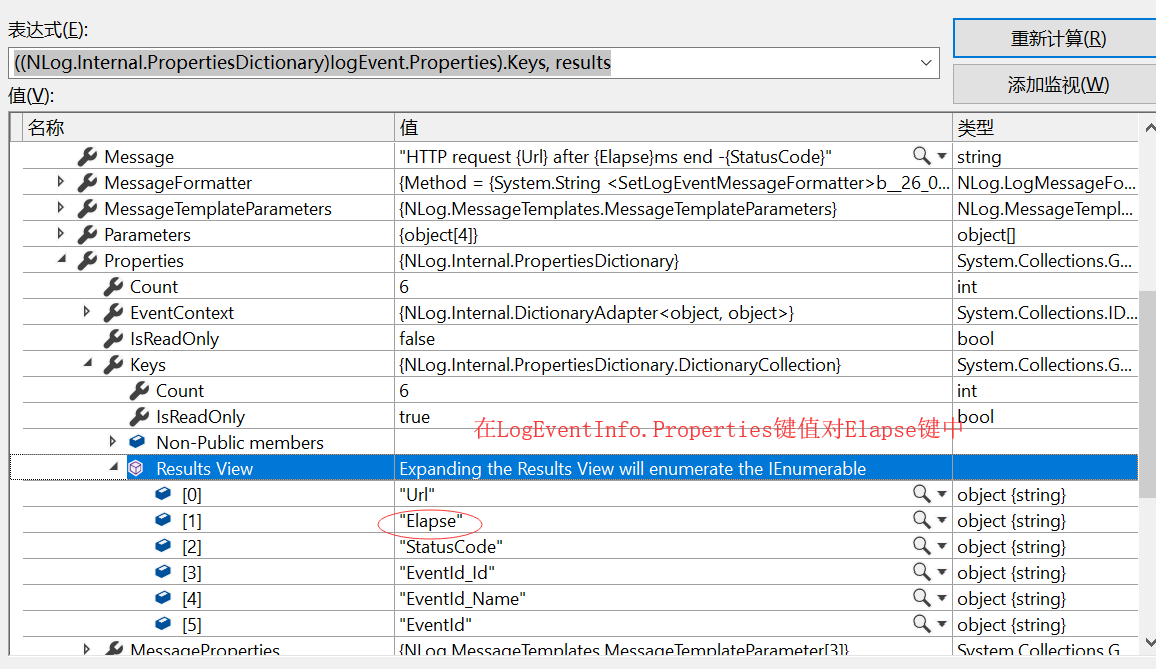 表达式(E):
((NLog.Internal.PropertiesDictionary)logEvent.Properties).Keys, results
重新计算(R)
添加监视(W)
值(V):
名称 值 类型
Message "HTTP request {Url} after {Elapse}ms end -{StatusCode}" string
MessageFormatter {Method = {System.String <SetLogEventMessageFormatter>b__26_0... NLog.LogMessageFo...
MessageTemplateParameters {NLog.MessageTemplates.MessageTemplateParameters} NLog.MessageTempl...
Parameters {object[4]} object[]
Properties {NLog.Internal.PropertiesDictionary} System.Collections.G...
Count 6 int
EventContext {NLog.Internal.DictionaryAdapter<object, object>} System.Collections.ID...
IsReadOnly false bool
Keys {NLog.Internal.PropertiesDictionary.DictionaryCollection} System.Collections.G...
Count 6 int
IsReadOnly true bool
在LogEventInfo.Properties键值对Elapse键中
Non-Public members
Results View Expanding the Results View will enumerate the IEnumerable
[0] "Url" object {string}
[1] "Elapse" object {string}
[2] "StatusCode" object {string}
[3] "EventId_Id" object {string}
[4] "EventId_Name" object {string}
[5] "EventId" object {string}
MessageProperties {NLog.MessageTemplates.MessageTemplateParameter[3]} System.Collections.G...